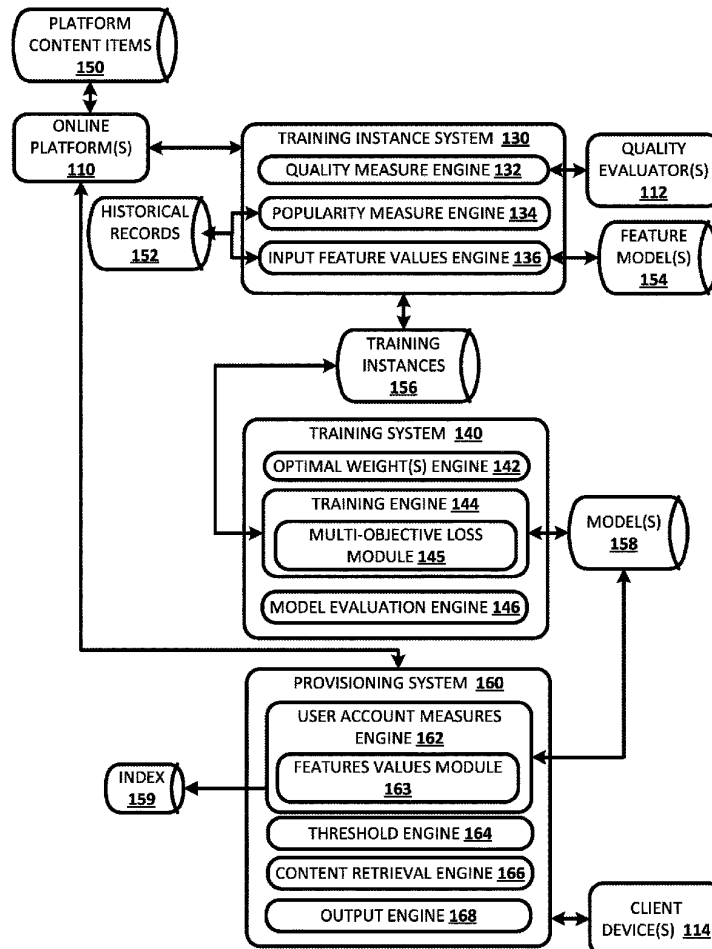 PLATFORM
CONTENT ITEMS
150
ONLINE
PLATFORM(S)
110
TRAINING INSTANCE SYSTEM 130
QUALITY MEASURE ENGINE 132
QUALITY
EVALUATOR(S)
112
HISTORICAL
RECORDS
152
POPULARITY MEASURE ENGINE 134
INPUT FEATURE VALUES ENGINE 136
FEATURE
MODEL(S)
154
TRAINING
INSTANCES
156
TRAINING SYSTEM 140
OPTIMAL WEIGHT(S) ENGINE 142
TRAINING ENGINE 144
MULTI-OBJECTIVE LOSS
MODULE 145
MODEL(S)
158
MODEL EVALUATION ENGINE 146
PROVISIONING SYSTEM 160
USER ACCOUNT MEASURES
ENGINE 162
FEATURES VALUES MODULE
163
INDEX
159
THRESHOLD ENGINE 164
CONTENT RETRIEVAL ENGINE 166
OUTPUT ENGINE 168
CLIENT
DEVICE(S) 114